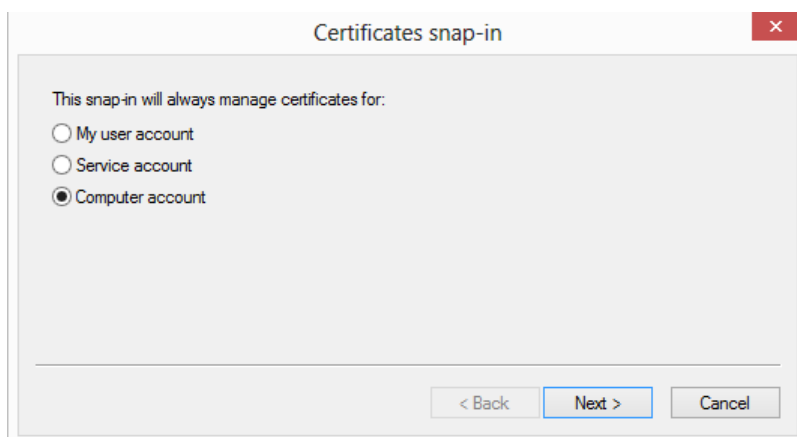 Certificates snap-in
This snap-in will always manage certificates for:
My user account
Service account
Computer account
< Back Next > Cancel